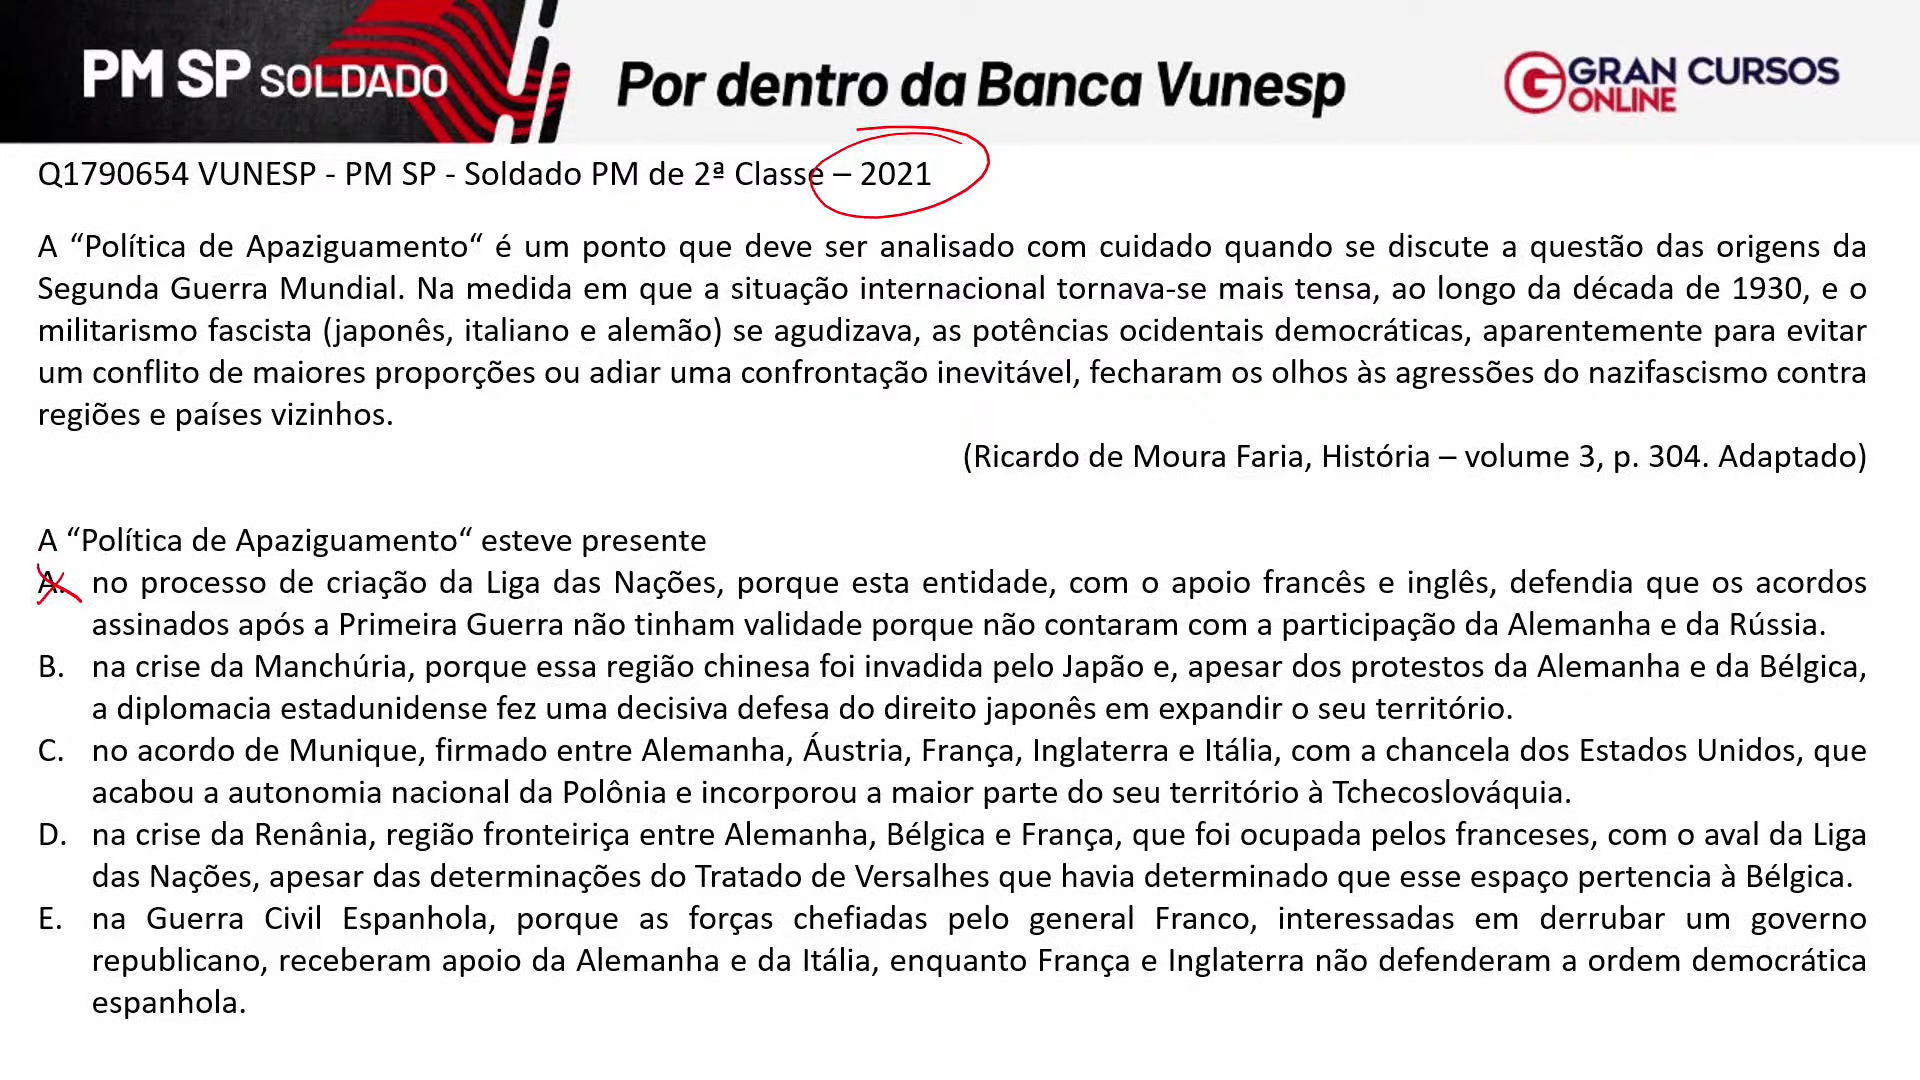 PM SP SOLDADO
Por dentro da Banca Vunesp
GRAN CURSOS
ONLINE
Q1790654 VUNESP - PM SP - Soldado PM de 2ª Classe – 2021
A “Política de Apaziguamento“ é um ponto que deve ser analisado com cuidado quando se discute a questão das origens da
Segunda Guerra Mundial. Na medida em que a situação internacional tornava-se mais tensa, ao longo da década de 1930, e o
militarismo fascista (japonês, italiano e alemão) se agudizava, as potências ocidentais democráticas, aparentemente para evitar
um conflito de maiores proporções ou adiar uma confrontação inevitável, fecharam os olhos às agressões do nazifascismo contra
regiões e países vizinhos.
(Ricardo de Moura Faria, História – volume 3, p. 304. Adaptado)
A “Política de Apaziguamento“ esteve presente
A. no processo de criação da Liga das Nações, porque esta entidade, com o apoio francês e inglês, defendia que os acordos
assinados após a Primeira Guerra não tinham validade porque não contaram com a participação da Alemanha e da Rússia.
B. na crise da Manchúria, porque essa região chinesa foi invadida pelo Japão e, apesar dos protestos da Alemanha e da Bélgica,
a diplomacia estadunidense fez uma decisiva defesa do direito japonês em expandir o seu território.
C. no acordo de Munique, firmado entre Alemanha, Áustria, França, Inglaterra e Itália, com a chancela dos Estados Unidos, que
acabou a autonomia nacional da Polônia e incorporou a maior parte do seu território à Tchecoslováquia.
D. na crise da Renânia, região fronteiriça entre Alemanha, Bélgica e França, que foi ocupada pelos franceses, com o aval da Liga
das Nações, apesar das determinações do Tratado de Versalhes que havia determinado que esse espaço pertencia à Bélgica.
E. na Guerra Civil Espanhola, porque as forças chefiadas pelo general Franco, interessadas em derrubar um governo
republicano, receberam apoio da Alemanha e da Itália, enquanto França e Inglaterra não defenderam a ordem democrática
espanhola.